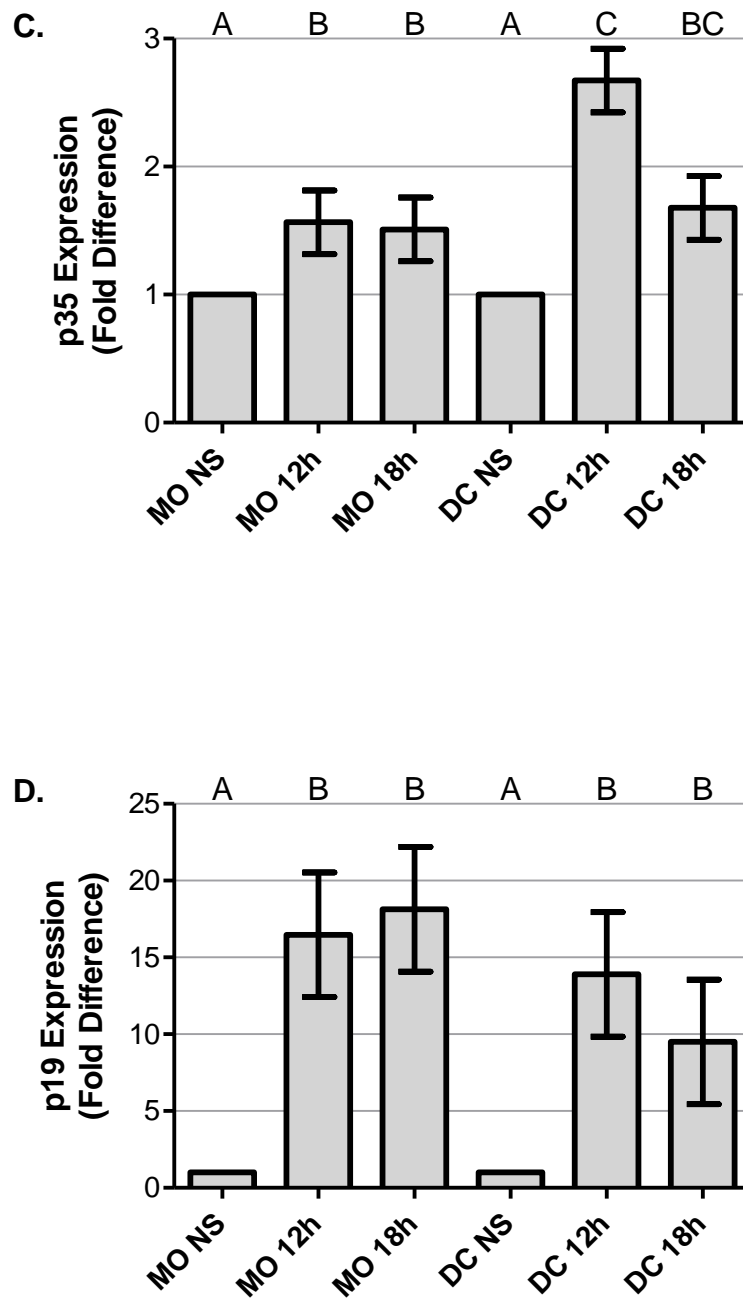 C.
A B B A C BC
p35 Expression
(Fold Difference)
3
2
1
0
MO NS
MO 12h
MO 18h
DC NS
DC 12h
DC 18h
D.
A B B A B B
p19 Expression
(Fold Difference)
25
20
15
10
5
0
MO NS
MO 12h
MO 18h
DC NS
DC 12h
DC 18h